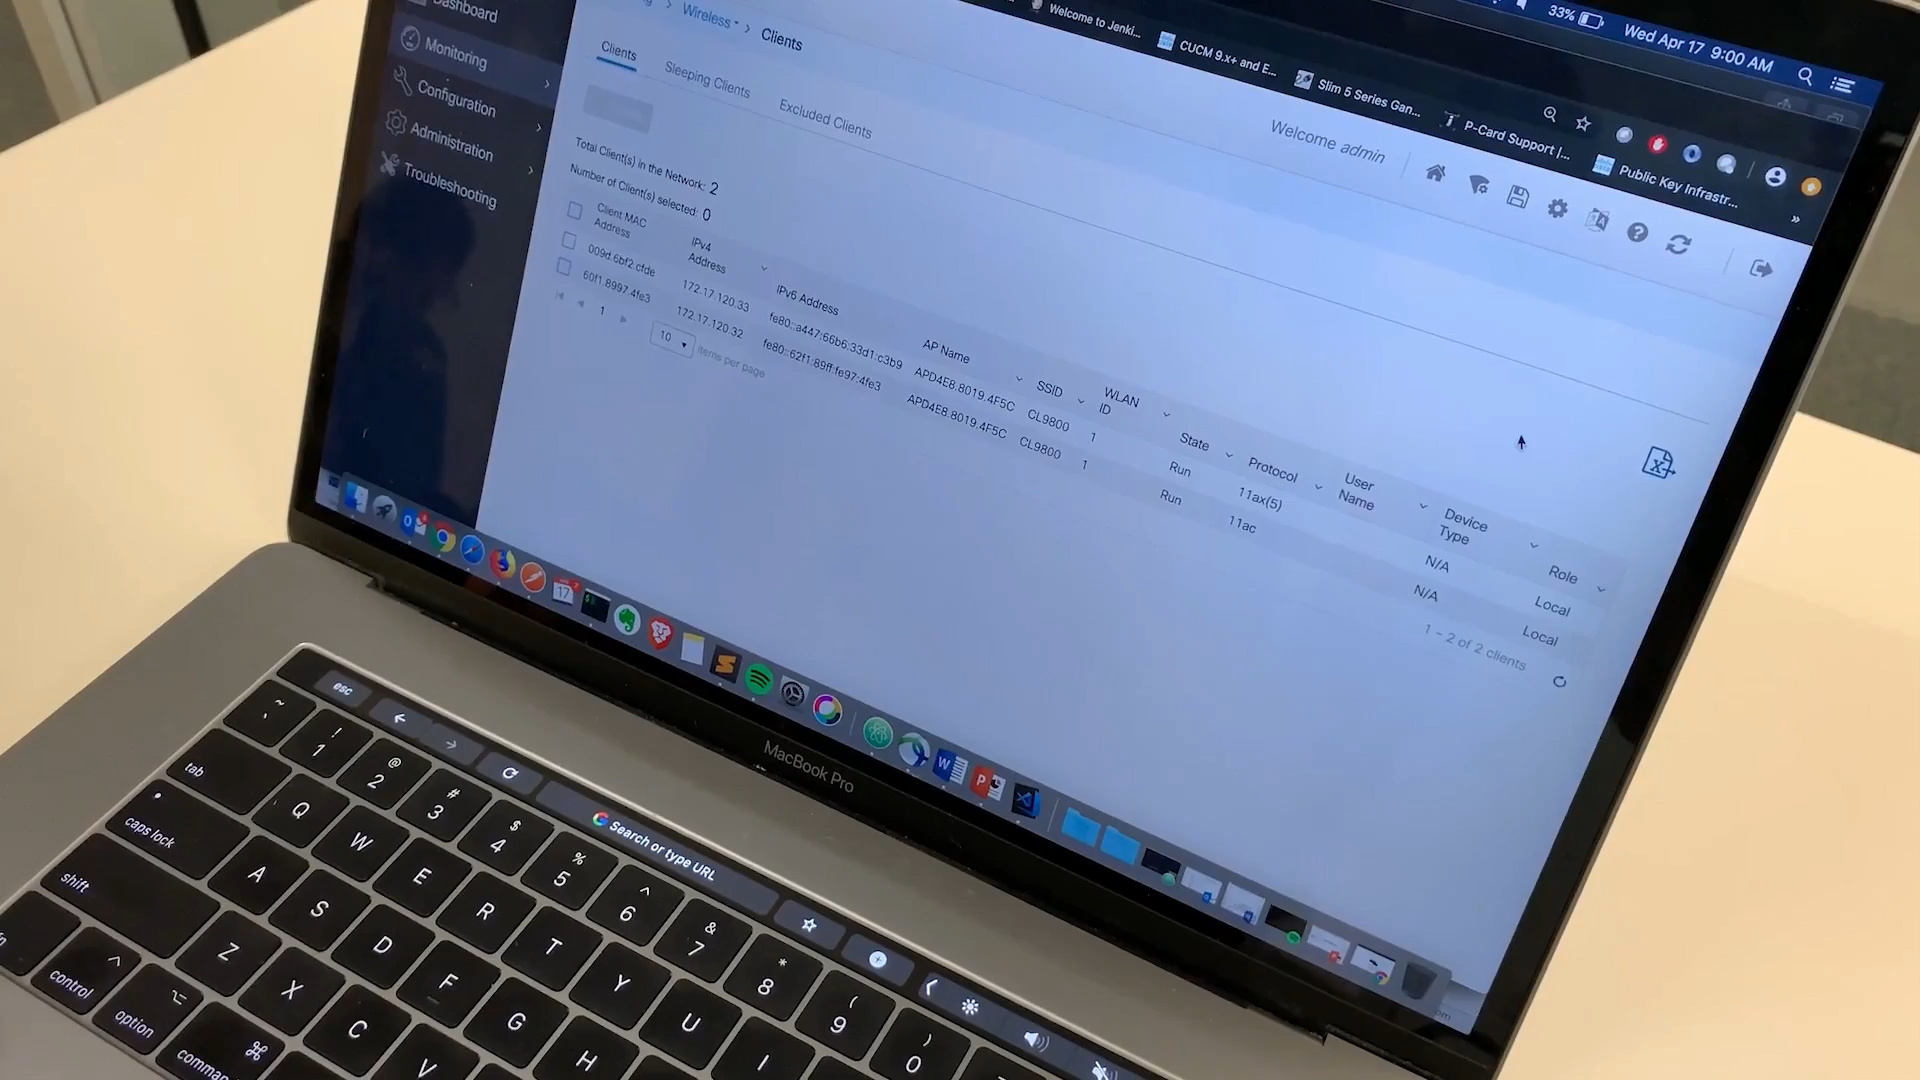 Dashboard
Monitoring
Configuration
Administration
Troubleshooting
Wireless
Clients
Clients
Sleeping Clients
Excluded Clients
Total Client(s) in the Network: 2
Number of Client(s) selected: 0
Client MAC Address
IPv4 Address
IPv6 Address
AP Name
SSID
WLAN ID
State
Protocol
User Name
Device Type
Role
009d.6bf2.cfde
172.17.120.33
fe80::a447:66b6:33d1:c3b9
APD4E8.8019.4F5C
CL9800
1
Run
11ax(5)
N/A
Local
60f1.8997.4fe3
172.17.120.32
fe80::62f1:89ff:fe97:4fe3
APD4E8.8019.4F5C
CL9800
1
Run
11ac
N/A
Local
1
10
items per page
1 - 2 of 2 clients
33%
Wed Apr 17 9:00 AM
Welcome to Jenki...
CUCM 9.x+ and E...
Slim 5 Series Gan...
P-Card Support |...
Public Key Infrastr...
»
Welcome admin
17
MacBook Pro
esc
Search or type URL
~ `
! 1
@ 2
# 3
$ 4
% 5
^ 6
& 7
* 8
( 9
) 0
tab
Q W E R T Y U I
caps lock
A S D F G H
shift
Z X C V
fn
control
option